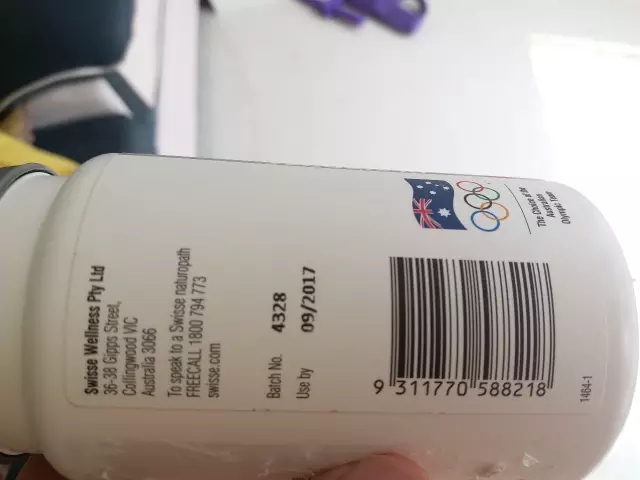 Swisse Wellness Pty Ltd
36-38 Gipps Street,
Collingwood VIC
Australia 3066
To speak to a Swisse naturopath
FREECALL 1800 794 773
swisse.com
Batch No. 4328
Use by 09/2017
The Choice of the
Australian
Olympic Team
9 311770 588218
1464-1